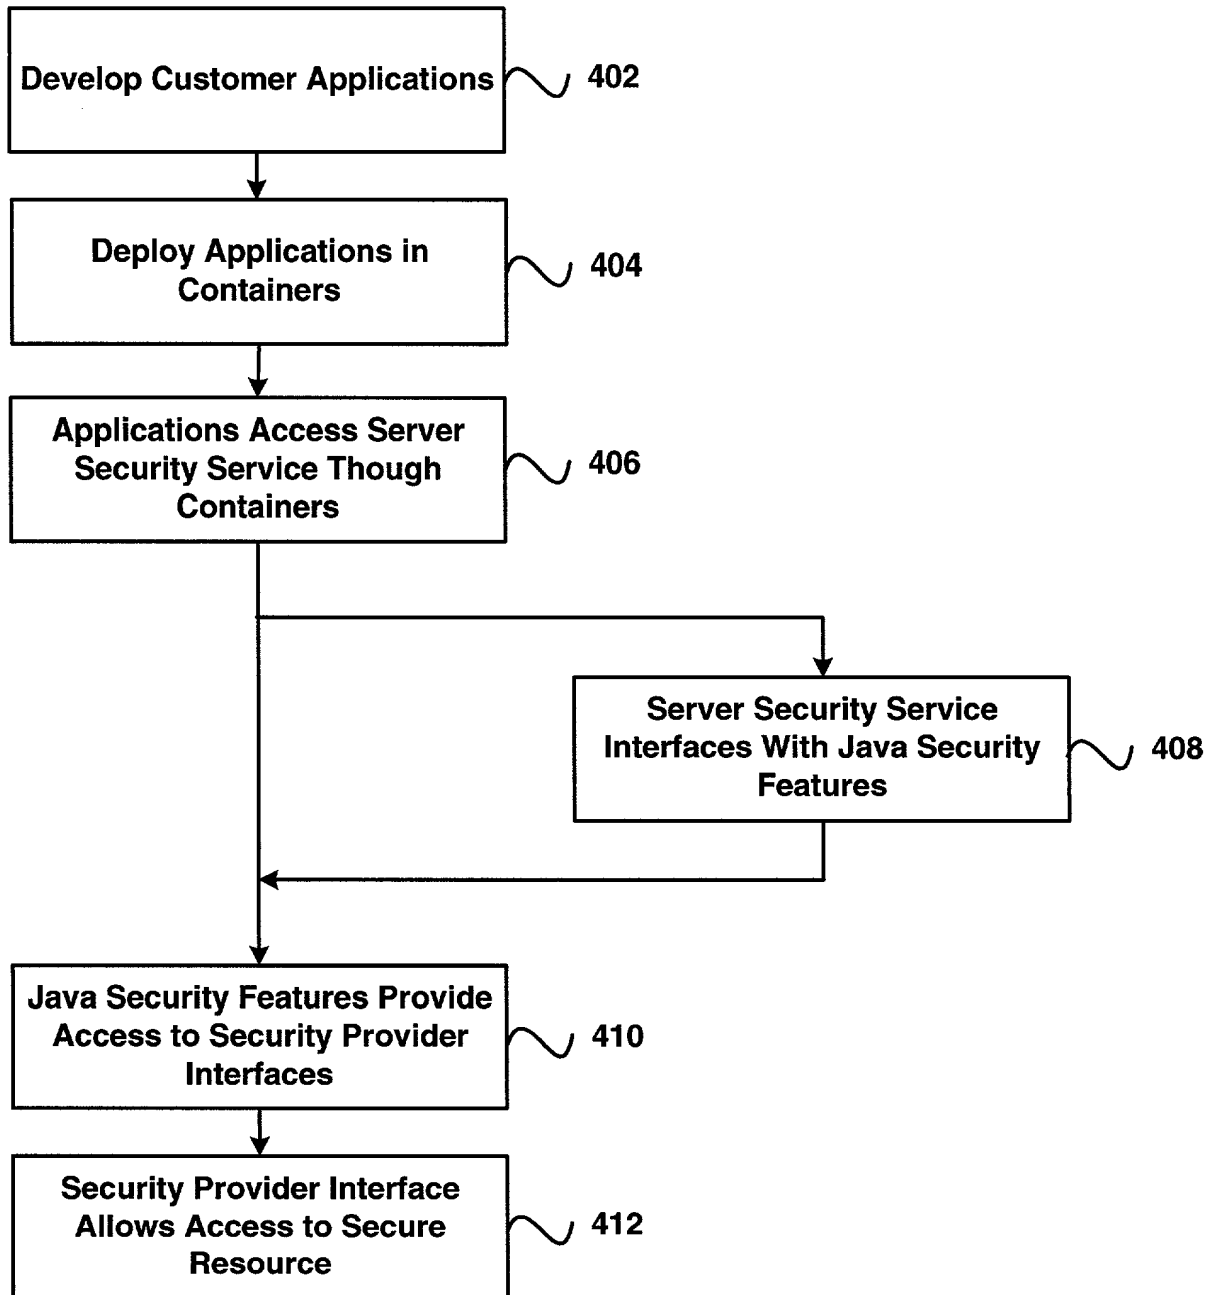 Develop Customer Applications
402
Deploy Applications in
Containers
404
Applications Access Server
Security Service Though
Containers
406
Server Security Service
Interfaces With Java Security
Features
408
Java Security Features Provide
Access to Security Provider
Interfaces
410
Security Provider Interface
Allows Access to Secure
Resource
412